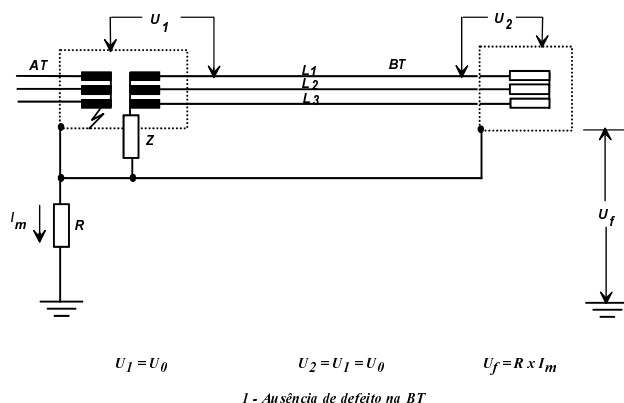 U1
U2
AT
L1
BT
L2
L3
Z
Im
R
Uf
U1 = U0
U2 = U1 = U0
Uf = R x Im
1 - Ausência de defeito na BT